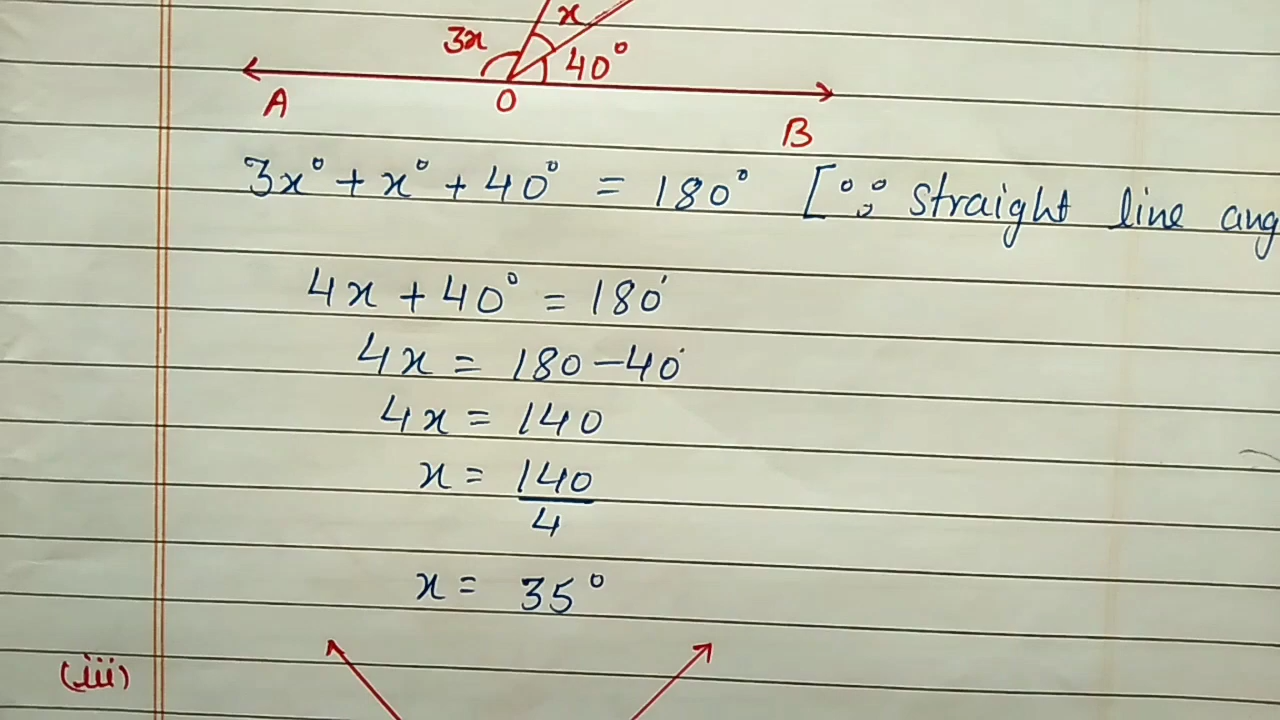 x
3x
40°
A
O
B
3x° + x° + 40° = 180° [∵ straight line ang
4x + 40° = 180°
4x = 180 - 40°
4x = 140
x = 140
4
x = 35°
(iii)